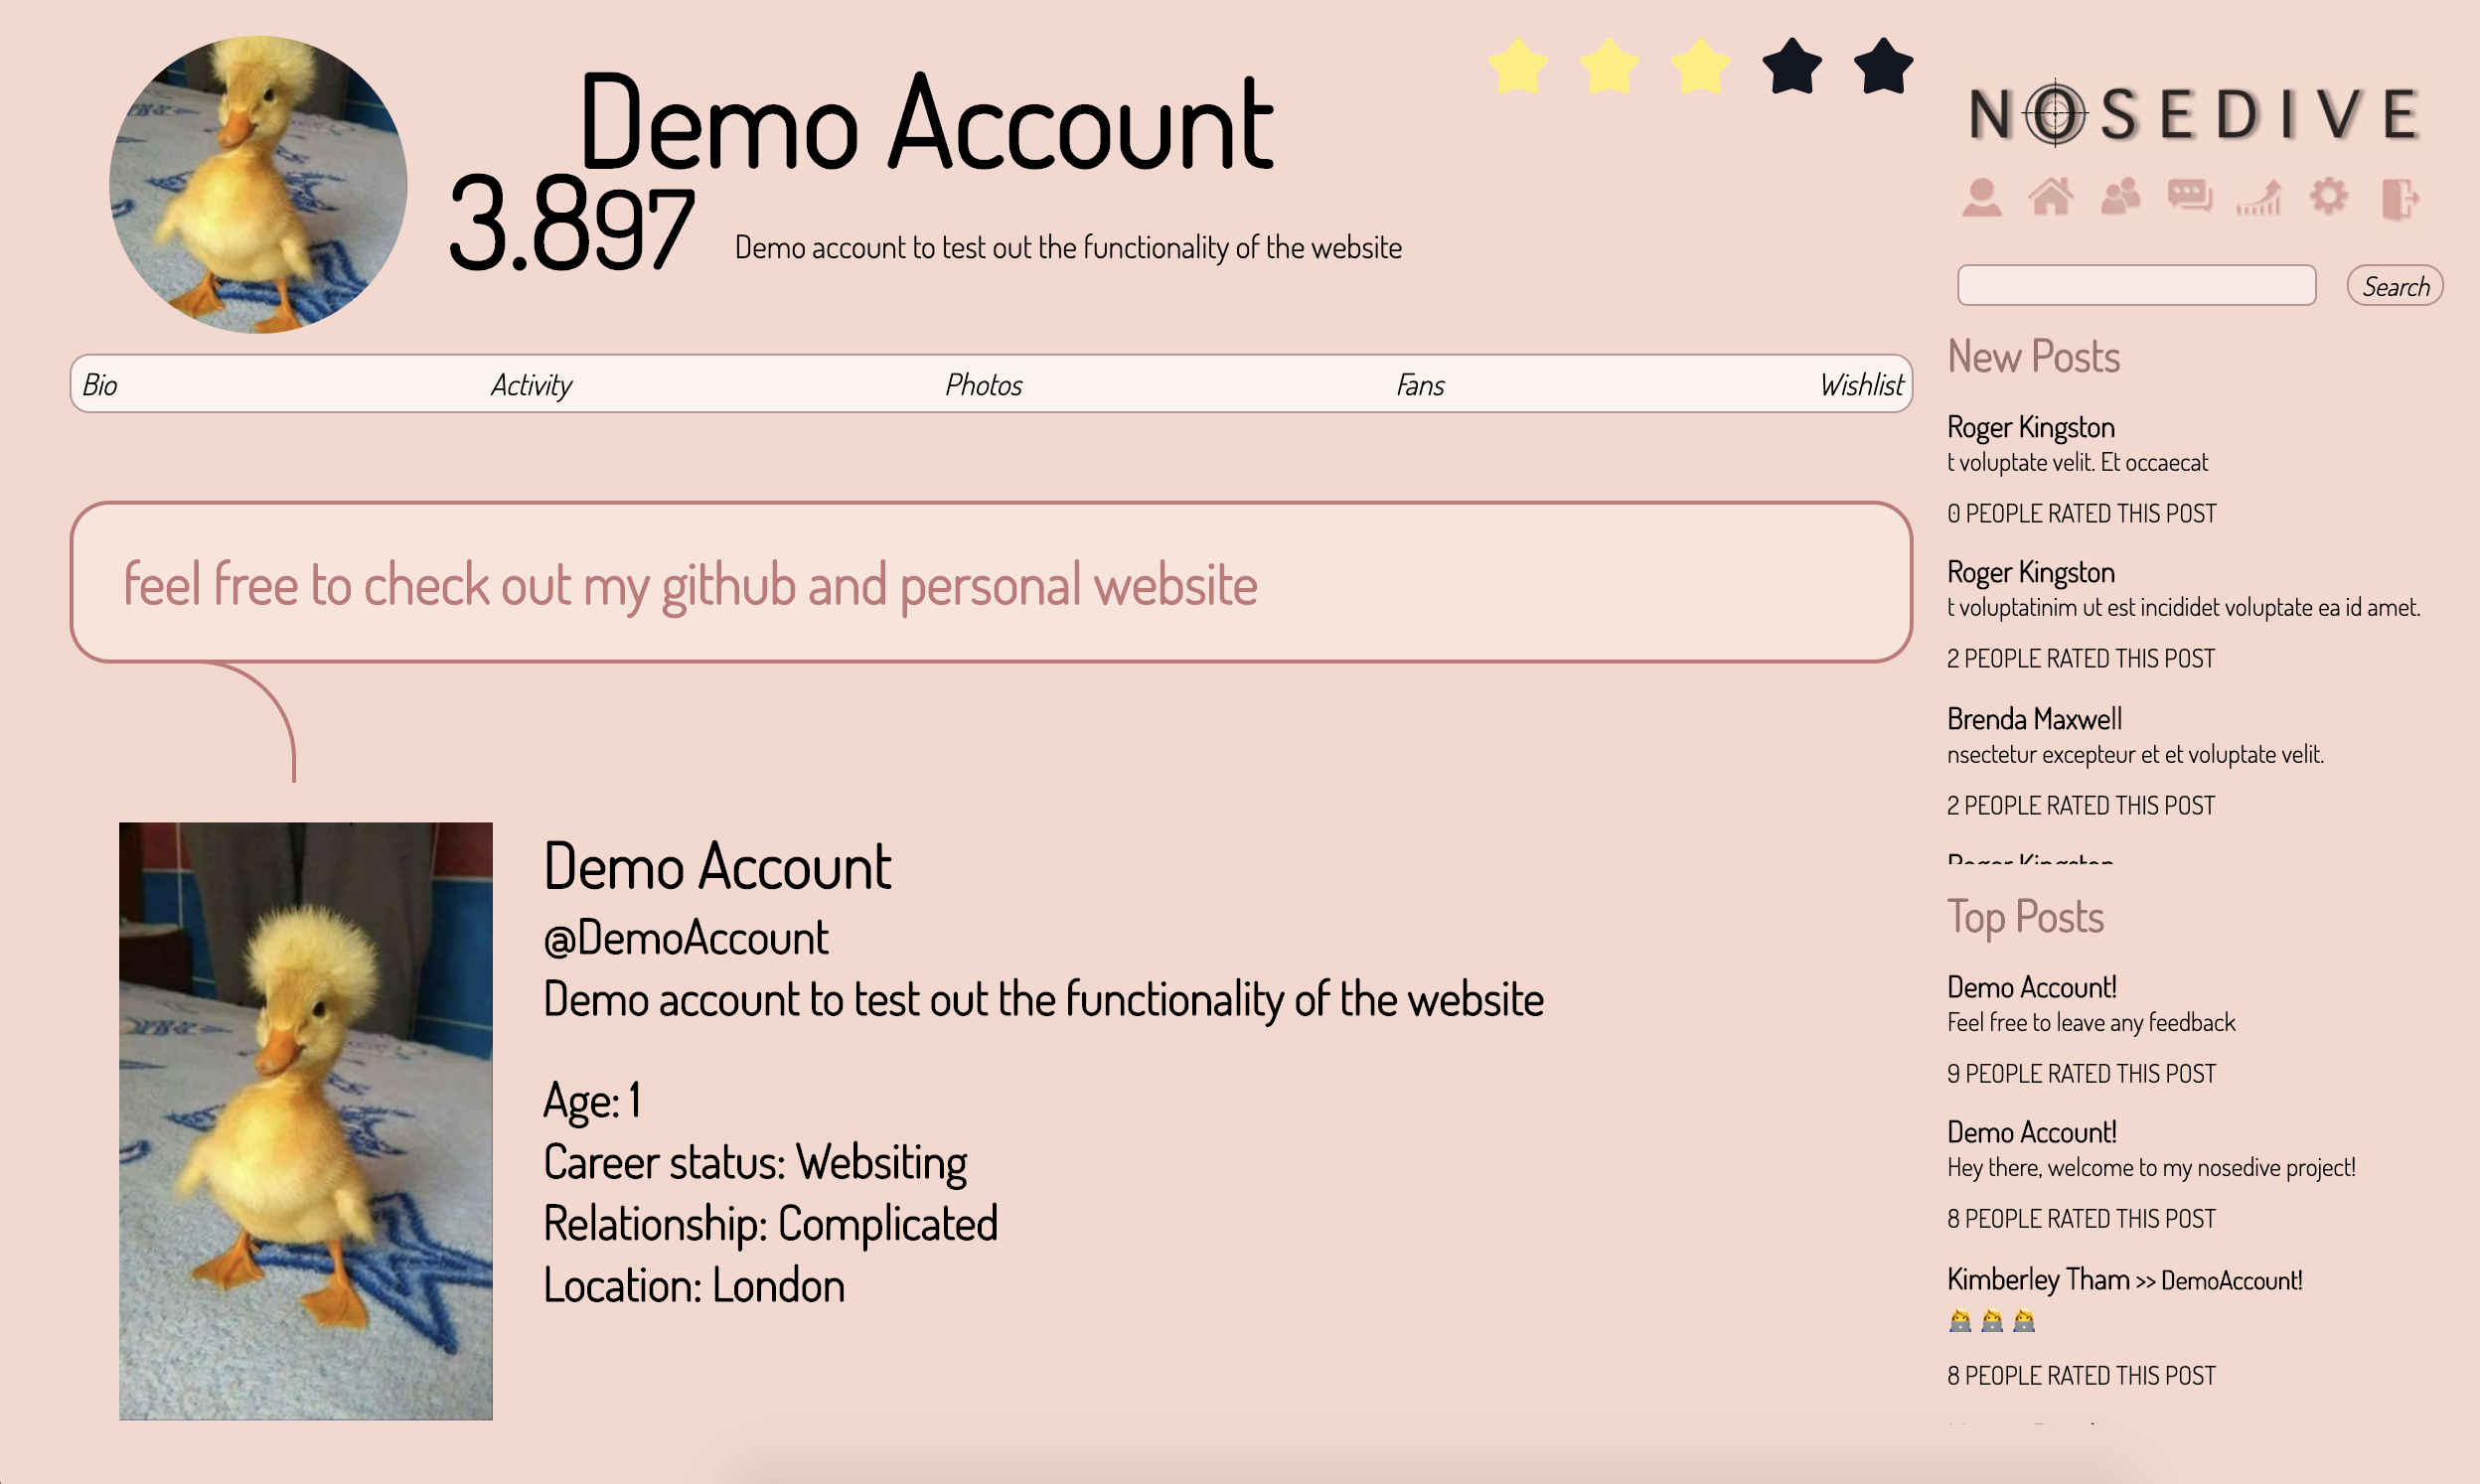 Demo Account
3.897
Demo account to test out the functionality of the website
Bio
Activity
Photos
Fans
Wishlist
feel free to check out my github and personal website
Demo Account
@DemoAccount
Demo account to test out the functionality of the website
Age: 1
Career status: Websiting
Relationship: Complicated
Location: London
NOSEDIVE
Search
New Posts
Roger Kingston
t voluptate velit. Et occaecat
0 PEOPLE RATED THIS POST
Roger Kingston
t voluptatinim ut est incididet voluptate ea id amet.
2 PEOPLE RATED THIS POST
Brenda Maxwell
nsectetur excepteur et et voluptate velit.
2 PEOPLE RATED THIS POST
Roger Kingston
Top Posts
Demo Account!
Feel free to leave any feedback
9 PEOPLE RATED THIS POST
Demo Account!
Hey there, welcome to my nosedive project!
8 PEOPLE RATED THIS POST
Kimberley Tham >> DemoAccount!
👩‍💻 👩‍💻 👩‍💻
8 PEOPLE RATED THIS POST